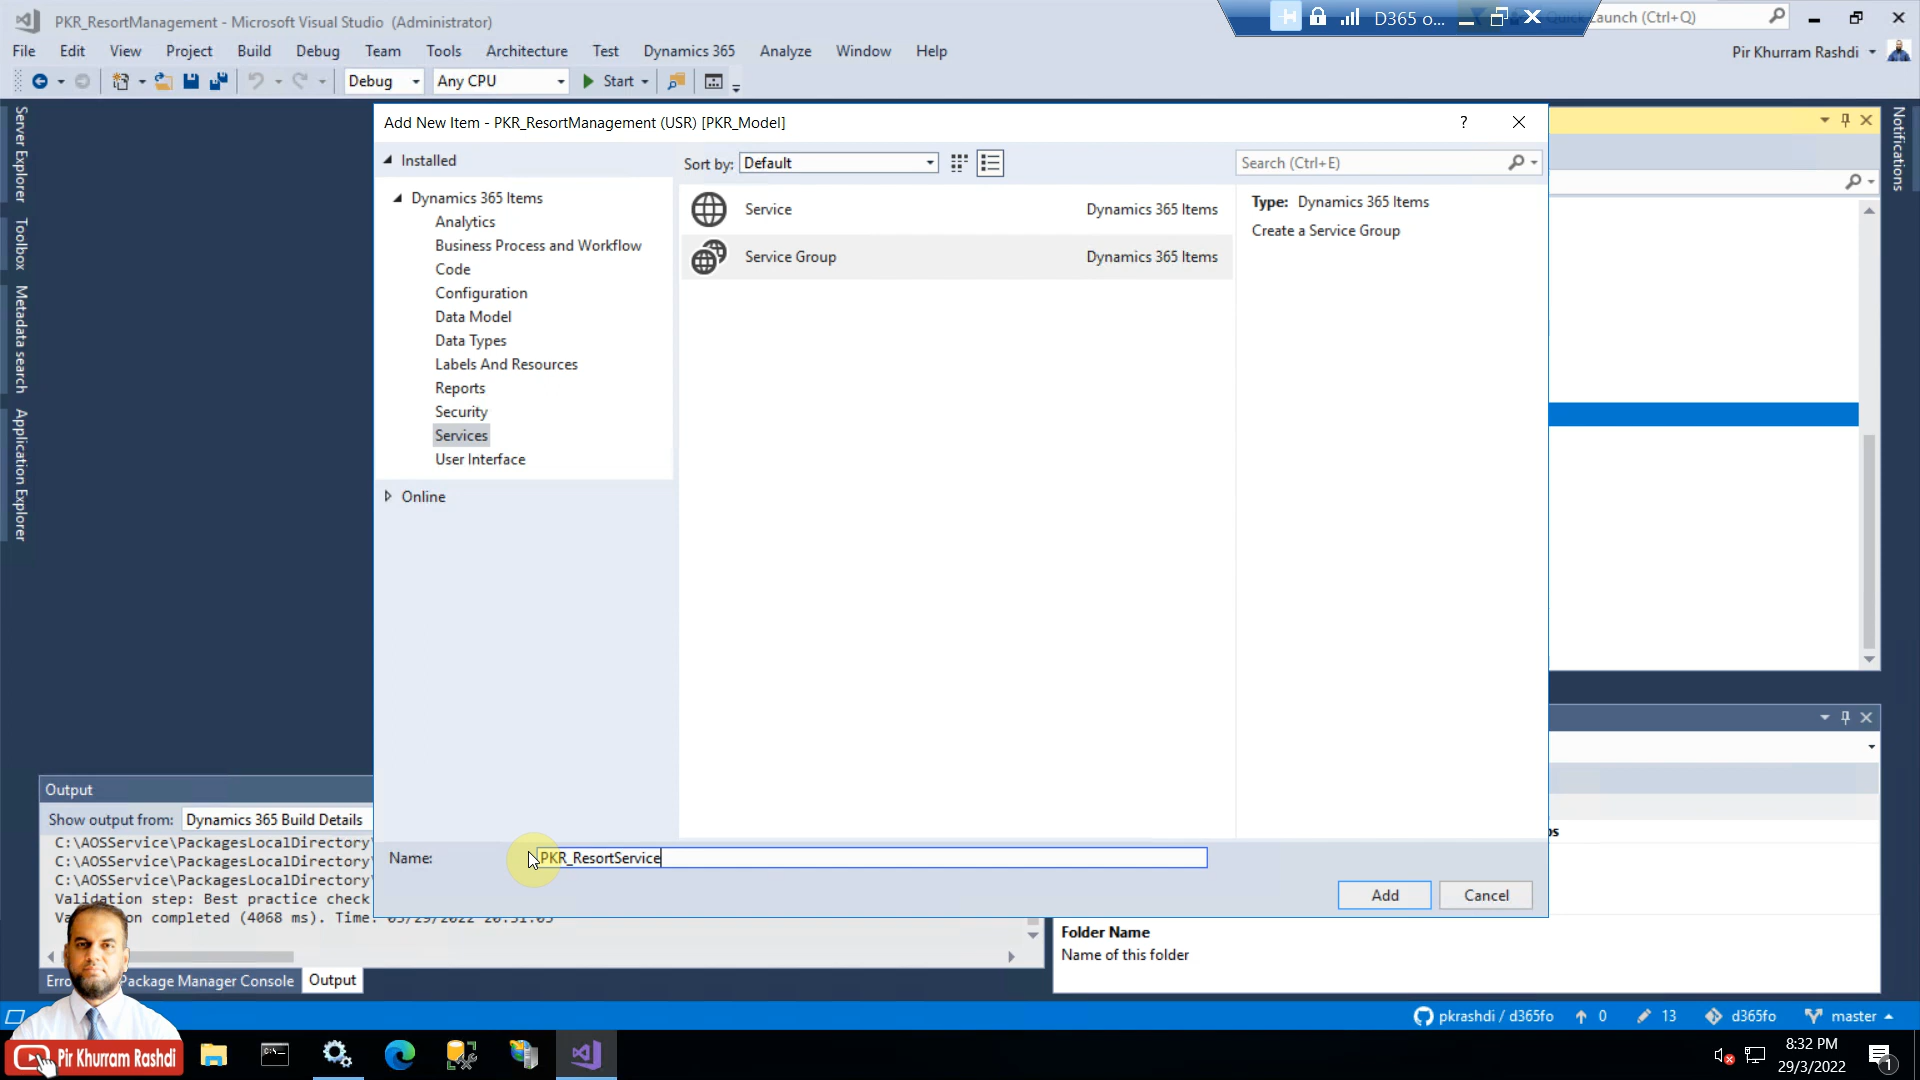 PKR_ResortManagement - Microsoft Visual Studio (Administrator)
D365 o...
Launch (Ctrl+Q)
File Edit View Project Build Debug Team Tools Architecture Test Dynamics 365 Analyze Window Help
Pir Khurram Rashdi
Debug Any CPU Start
Server Explorer
Toolbox
Metadata search
Application Explorer
Notifications
Add New Item - PKR_ResortManagement (USR) [PKR_Model]
?
Installed
Sort by: Default
Search (Ctrl+E)
Dynamics 365 Items
Analytics
Business Process and Workflow
Code
Configuration
Data Model
Data Types
Labels And Resources
Reports
Security
Services
User Interface
Online
Service Dynamics 365 Items
Service Group Dynamics 365 Items
Type: Dynamics 365 Items
Create a Service Group
Name: PKR_ResortService
Add Cancel
Output
Show output from: Dynamics 365 Build Details
C:\AOSService\PackagesLocalDirectory
C:\AOSService\PackagesLocalDirectory
C:\AOSService\PackagesLocalDirectory
Validation step: Best practice check
completed (4068 ms). Time:
Package Manager Console Output
Folder Name
Name of this folder
pkrashdi / d365fo 0 13 d365fo master
Pir Khurram Rashdi
8:32 PM
29/3/2022
1